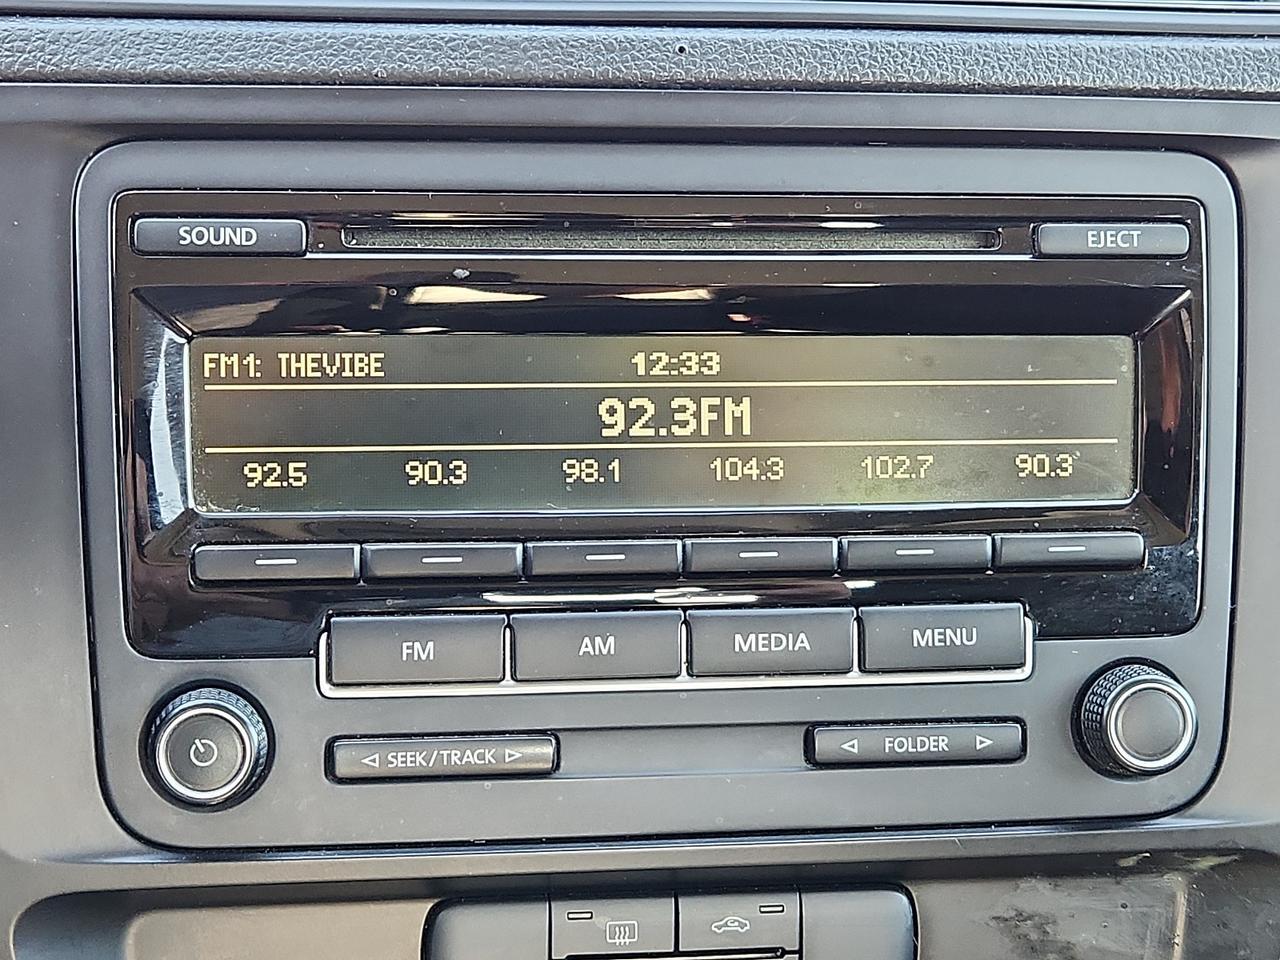 SOUND
EJECT
FM1: THEVIBE 12:33
92.3FM
92.5 90.3 98.1 104.3 102.7 90.3
FM AM MEDIA MENU
◁ SEEK/TRACK ▷
◁ FOLDER ▷